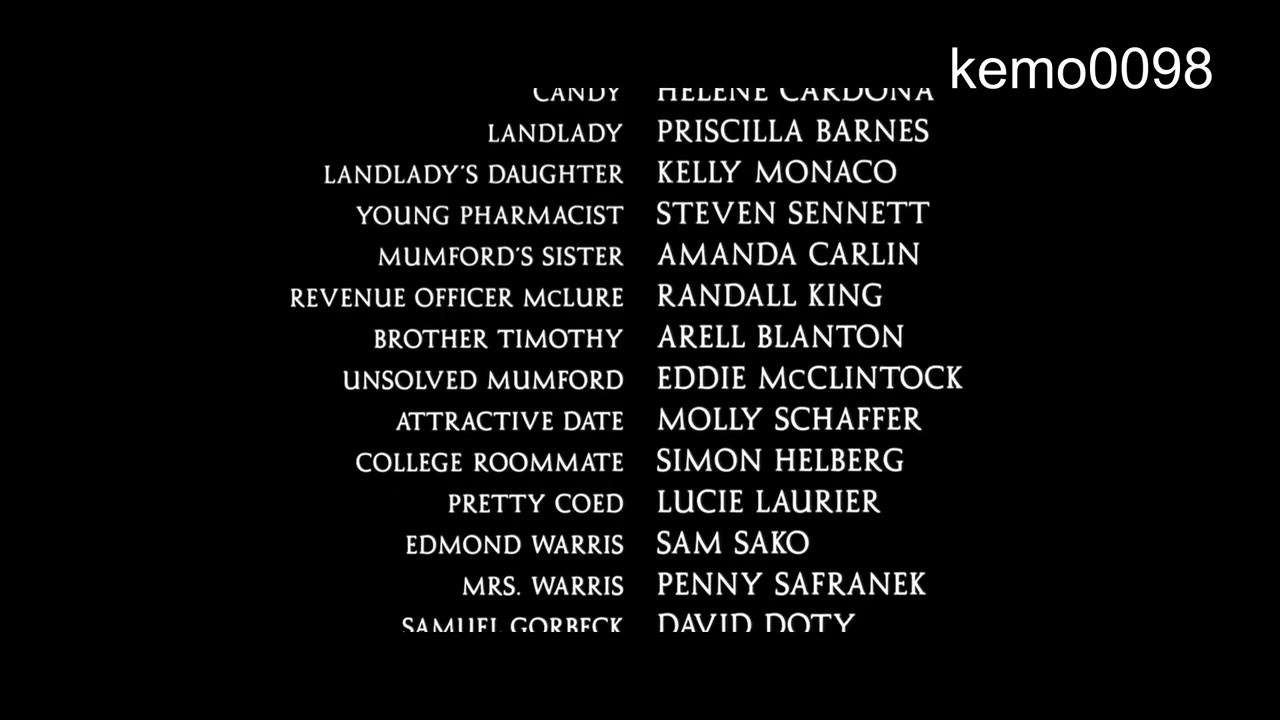 kemo0098
CANDY HELENE CARDONA
LANDLADY PRISCILLA BARNES
LANDLADY'S DAUGHTER KELLY MONACO
YOUNG PHARMACIST STEVEN SENNETT
MUMFORD'S SISTER AMANDA CARLIN
REVENUE OFFICER McLURE RANDALL KING
BROTHER TIMOTHY ARELL BLANTON
UNSOLVED MUMFORD EDDIE McCLINTOCK
ATTRACTIVE DATE MOLLY SCHAFFER
COLLEGE ROOMMATE SIMON HELBERG
PRETTY COED LUCIE LAURIER
EDMOND WARRIS SAM SAKO
MRS. WARRIS PENNY SAFRANEK
SAMUEL GORBECK DAVID DOTY